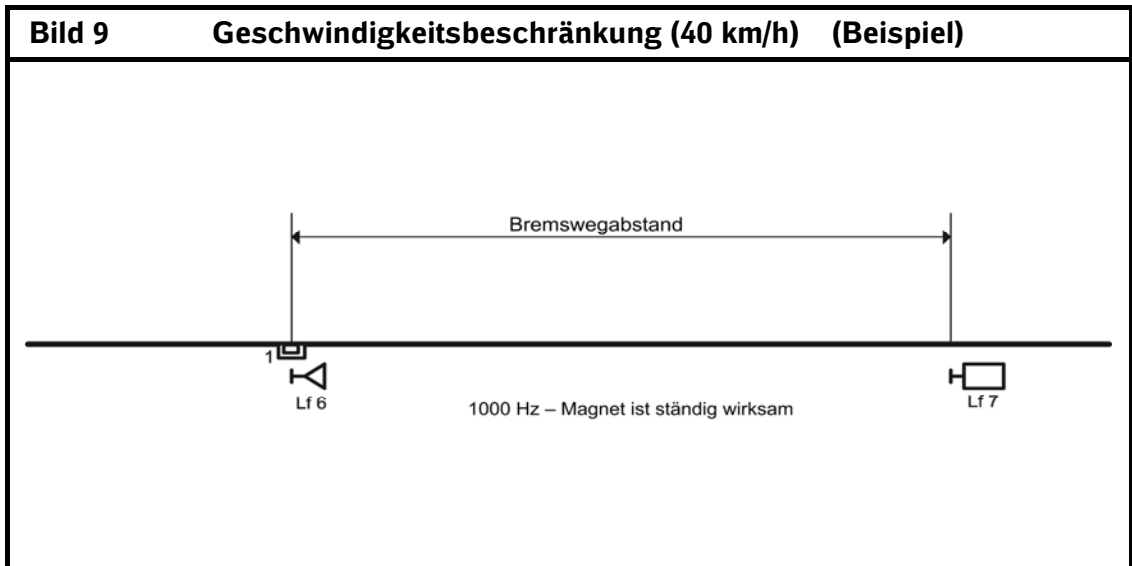 Bild 9 Geschwindigkeitsbeschränkung (40 km/h) (Beispiel)
Bremswegabstand
1
Lf 6
1000 Hz – Magnet ist ständig wirksam
Lf 7